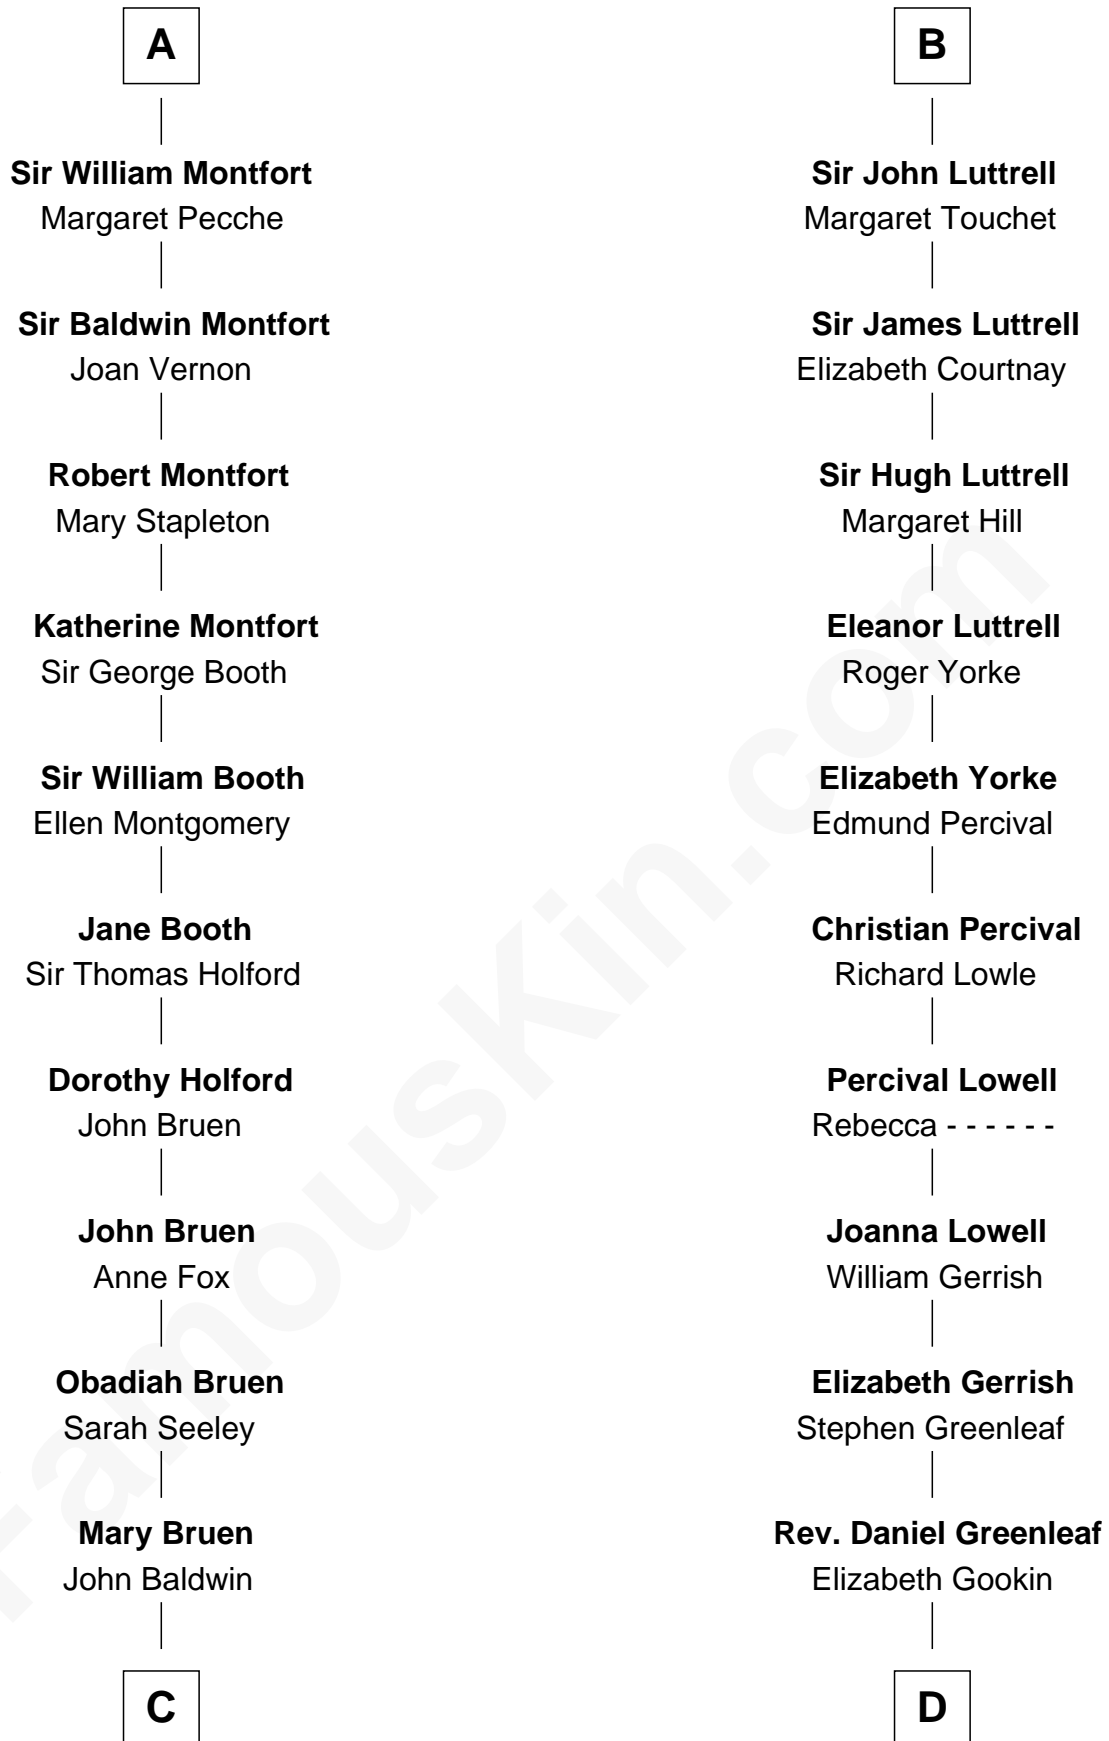 A
Sir William Montfort
Margaret Pecche
Sir Baldwin Montfort
Joan Vernon
Robert Montfort
Mary Stapleton
Katherine Montfort
Sir George Booth
Sir William Booth
Ellen Montgomery
Jane Booth
Sir Thomas Holford
Dorothy Holford
John Bruen
John Bruen
Anne Fox
Obadiah Bruen
Sarah Seeley
Mary Bruen
John Baldwin
C
B
Sir John Luttrell
Margaret Touchet
Sir James Luttrell
Elizabeth Courtnay
Sir Hugh Luttrell
Margaret Hill
Eleanor Luttrell
Roger Yorke
Elizabeth Yorke
Edmund Percival
Christian Percival
Richard Lowle
Percival Lowell
Rebecca - - - - - -
Joanna Lowell
William Gerrish
Elizabeth Gerrish
Stephen Greenleaf
Rev. Daniel Greenleaf
Elizabeth Gookin
D
FamousKin.com